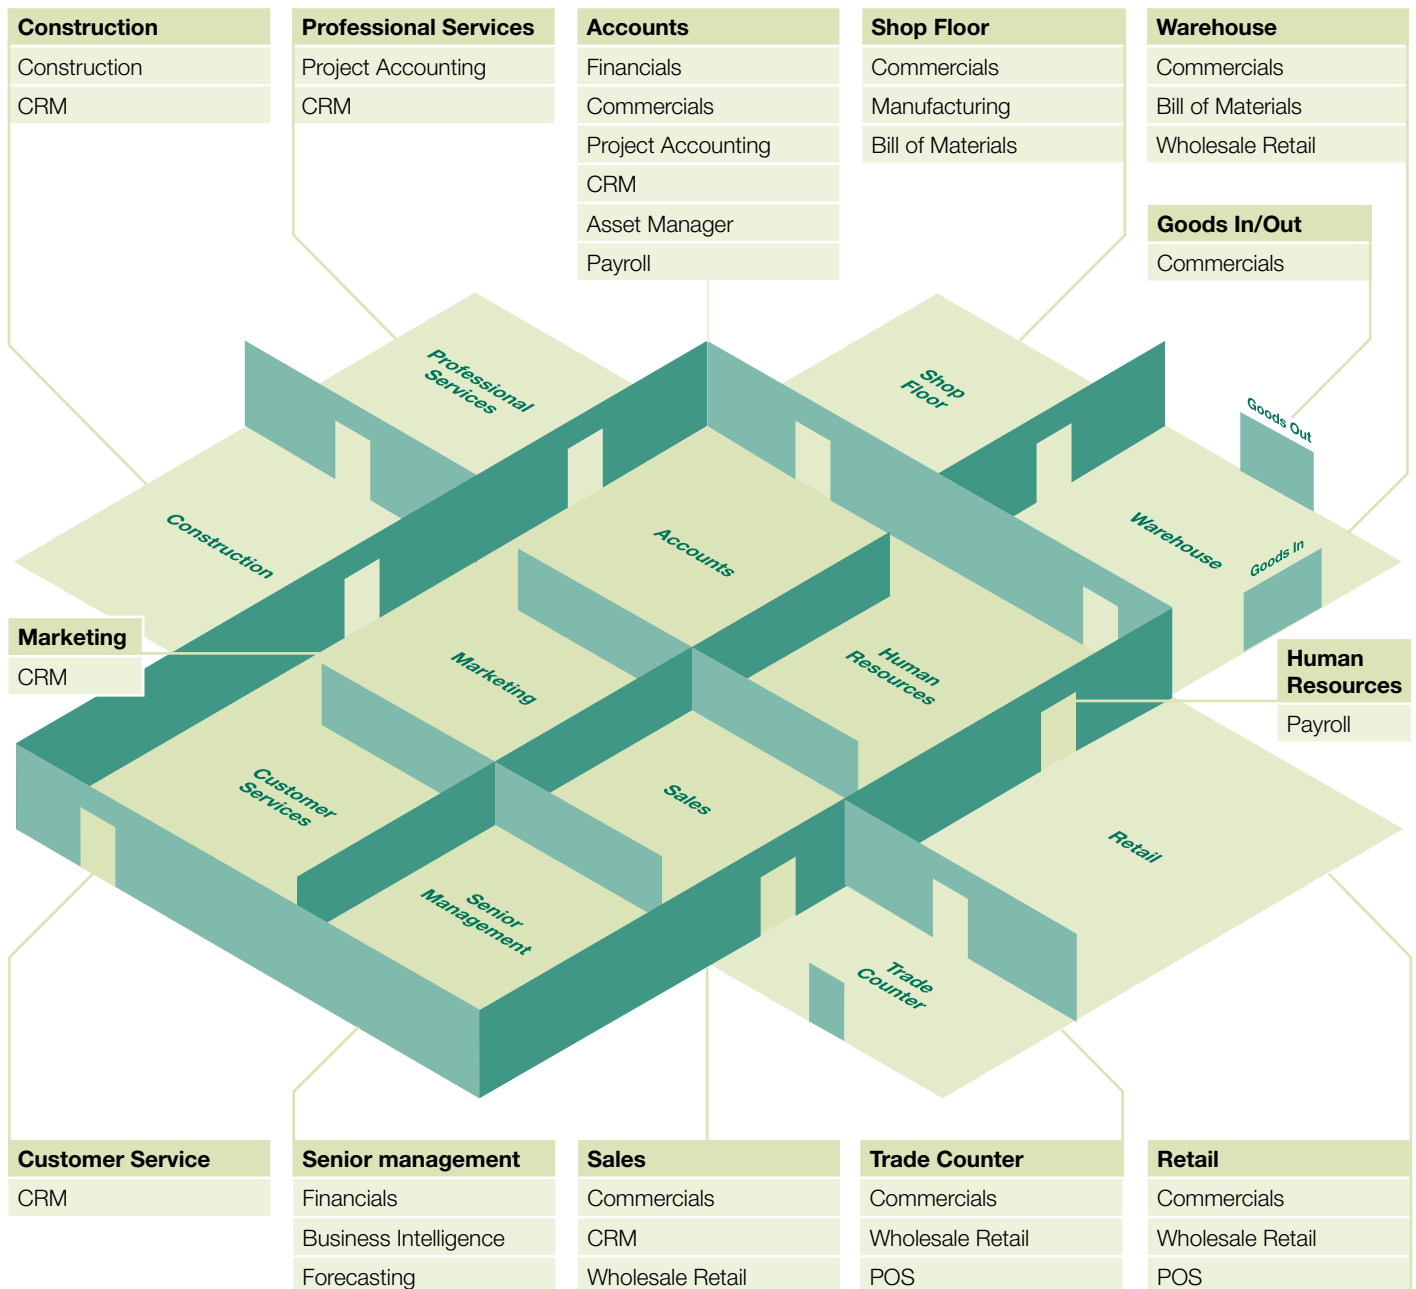 Construction
Construction
CRM
Professional Services
Project Accounting
CRM
Accounts
Financials
Commercials
Project Accounting
CRM
Asset Manager
Payroll
Shop Floor
Commercials
Manufacturing
Bill of Materials
Warehouse
Commercials
Bill of Materials
Wholesale Retail
Goods In/Out
Commercials
Professional
Services
Shop
Floor
Goods Out
Construction
Accounts
Warehouse
Goods In
Marketing
CRM
Marketing
Human
Resources
Human
Resources
Payroll
Customer
Services
Sales
Retail
Senior
Management
Trade
Counter
Customer Service
CRM
Senior management
Financials
Business Intelligence
Forecasting
Sales
Commercials
CRM
Wholesale Retail
Trade Counter
Commercials
Wholesale Retail
POS
Retail
Commercials
Wholesale Retail
POS